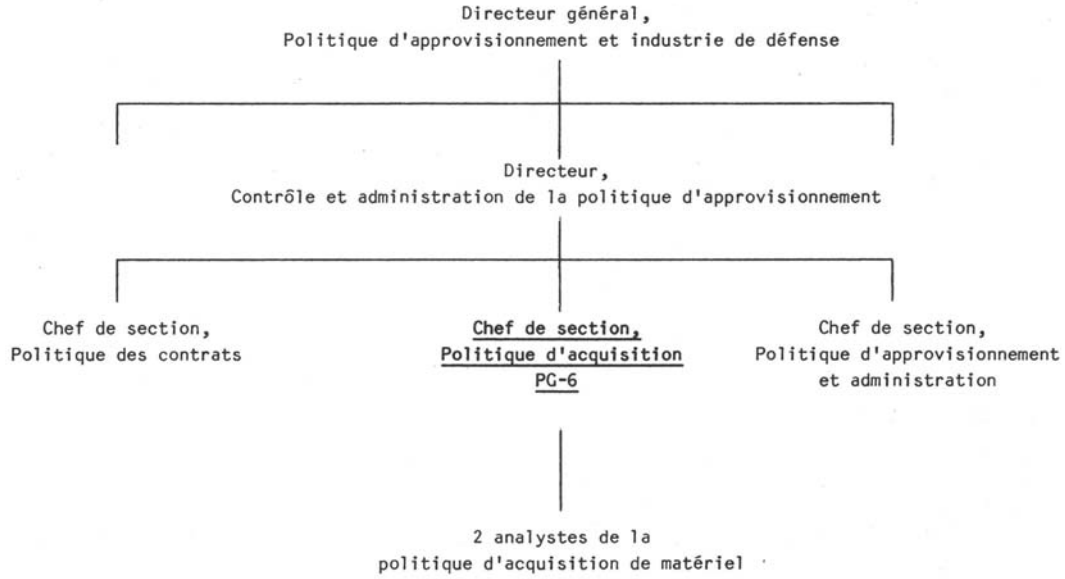 Directeur général,
Politique d'approvisionnement et industrie de défense
Directeur,
Contrôle et administration de la politique d'approvisionnement
Chef de section,
Politique des contrats
Chef de section,
Politique d'acquisition
PG-6
Chef de section,
Politique d'approvisionnement
et administration
2 analystes de la
politique d'acquisition de matériel